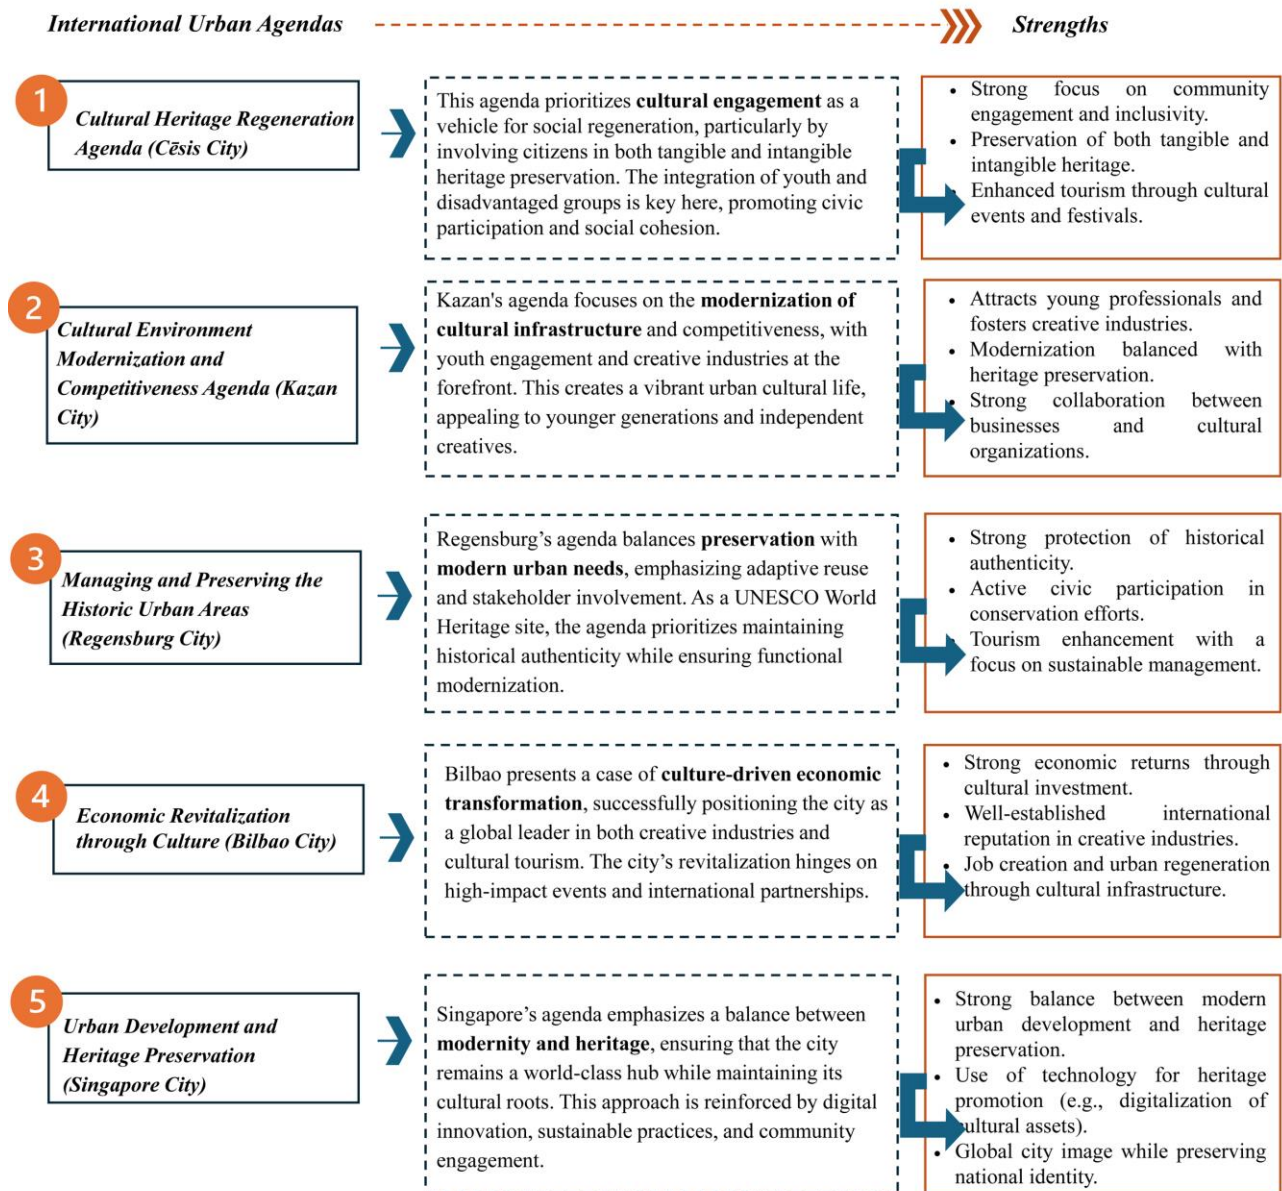 International Urban Agendas
Strengths
1
Cultural Heritage Regeneration
Agenda (Cēsis City)
This agenda prioritizes cultural engagement as a
vehicle for social regeneration, particularly by
involving citizens in both tangible and intangible
heritage preservation. The integration of youth and
disadvantaged groups is key here, promoting civic
participation and social cohesion.
• Strong focus on community
engagement and inclusivity.
• Preservation of both tangible and
intangible heritage.
• Enhanced tourism through cultural
events and festivals.
2
Cultural Environment
Modernization and
Competitiveness Agenda (Kazan
City)
Kazan's agenda focuses on the modernization of
cultural infrastructure and competitiveness, with
youth engagement and creative industries at the
forefront. This creates a vibrant urban cultural life,
appealing to younger generations and independent
creatives.
• Attracts young professionals and
fosters creative industries.
• Modernization balanced with
heritage preservation.
• Strong collaboration between
businesses and cultural
organizations.
3
Managing and Preserving the
Historic Urban Areas
(Regensburg City)
Regensburg’s agenda balances preservation with
modern urban needs, emphasizing adaptive reuse
and stakeholder involvement. As a UNESCO World
Heritage site, the agenda prioritizes maintaining
historical authenticity while ensuring functional
modernization.
• Strong protection of historical
authenticity.
• Active civic participation in
conservation efforts.
• Tourism enhancement with a
focus on sustainable management.
4
Economic Revitalization
through Culture (Bilbao City)
Bilbao presents a case of culture-driven economic
transformation, successfully positioning the city as
a global leader in both creative industries and
cultural tourism. The city’s revitalization hinges on
high-impact events and international partnerships.
• Strong economic returns through
cultural investment.
• Well-established international
reputation in creative industries.
• Job creation and urban regeneration
through cultural infrastructure.
5
Urban Development and
Heritage Preservation
(Singapore City)
Singapore’s agenda emphasizes a balance between
modernity and heritage, ensuring that the city
remains a world-class hub while maintaining its
cultural roots. This approach is reinforced by digital
innovation, sustainable practices, and community
engagement.
• Strong balance between modern
urban development and heritage
preservation.
• Use of technology for heritage
promotion (e.g., digitalization of
cultural assets).
• Global city image while preserving
national identity.